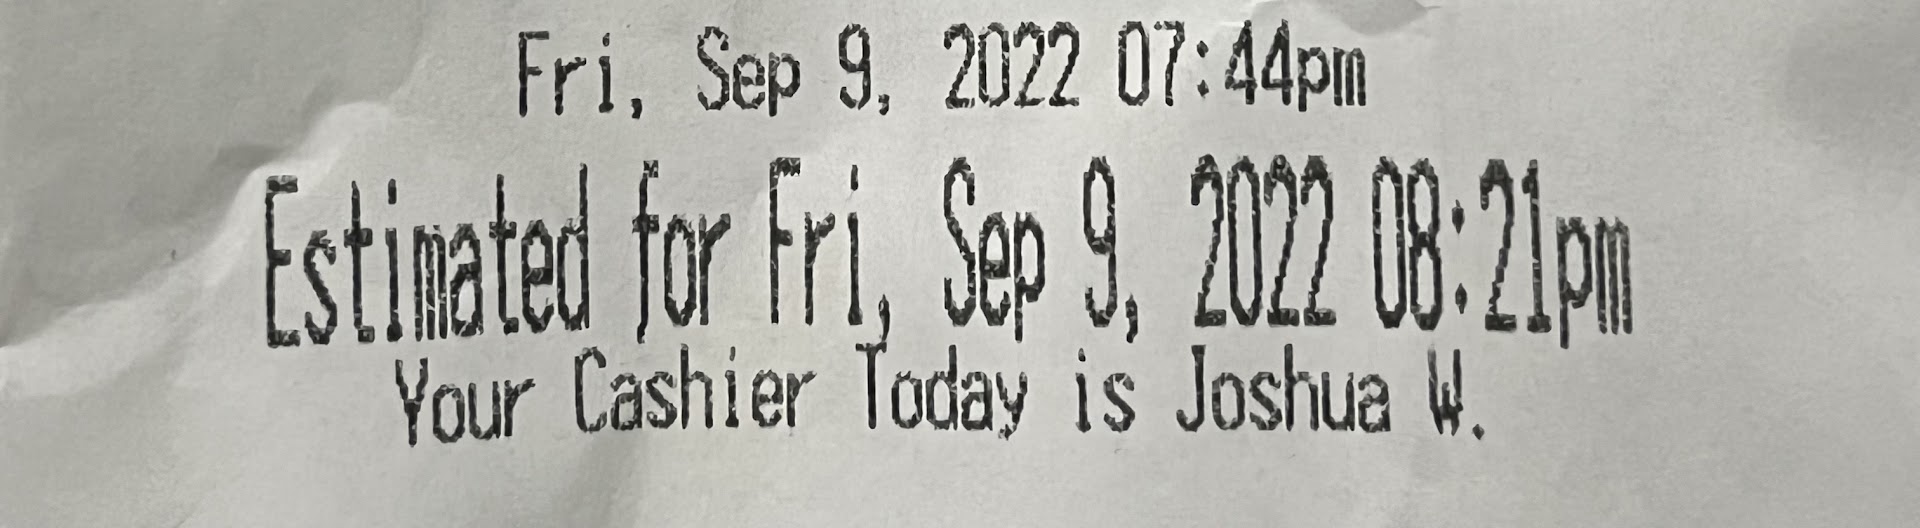 Fri, Sep 9, 2022 07:44pm
Estimated for Fri, Sep 9, 2022 08:21pm
Your Cashier Today is Joshua W.